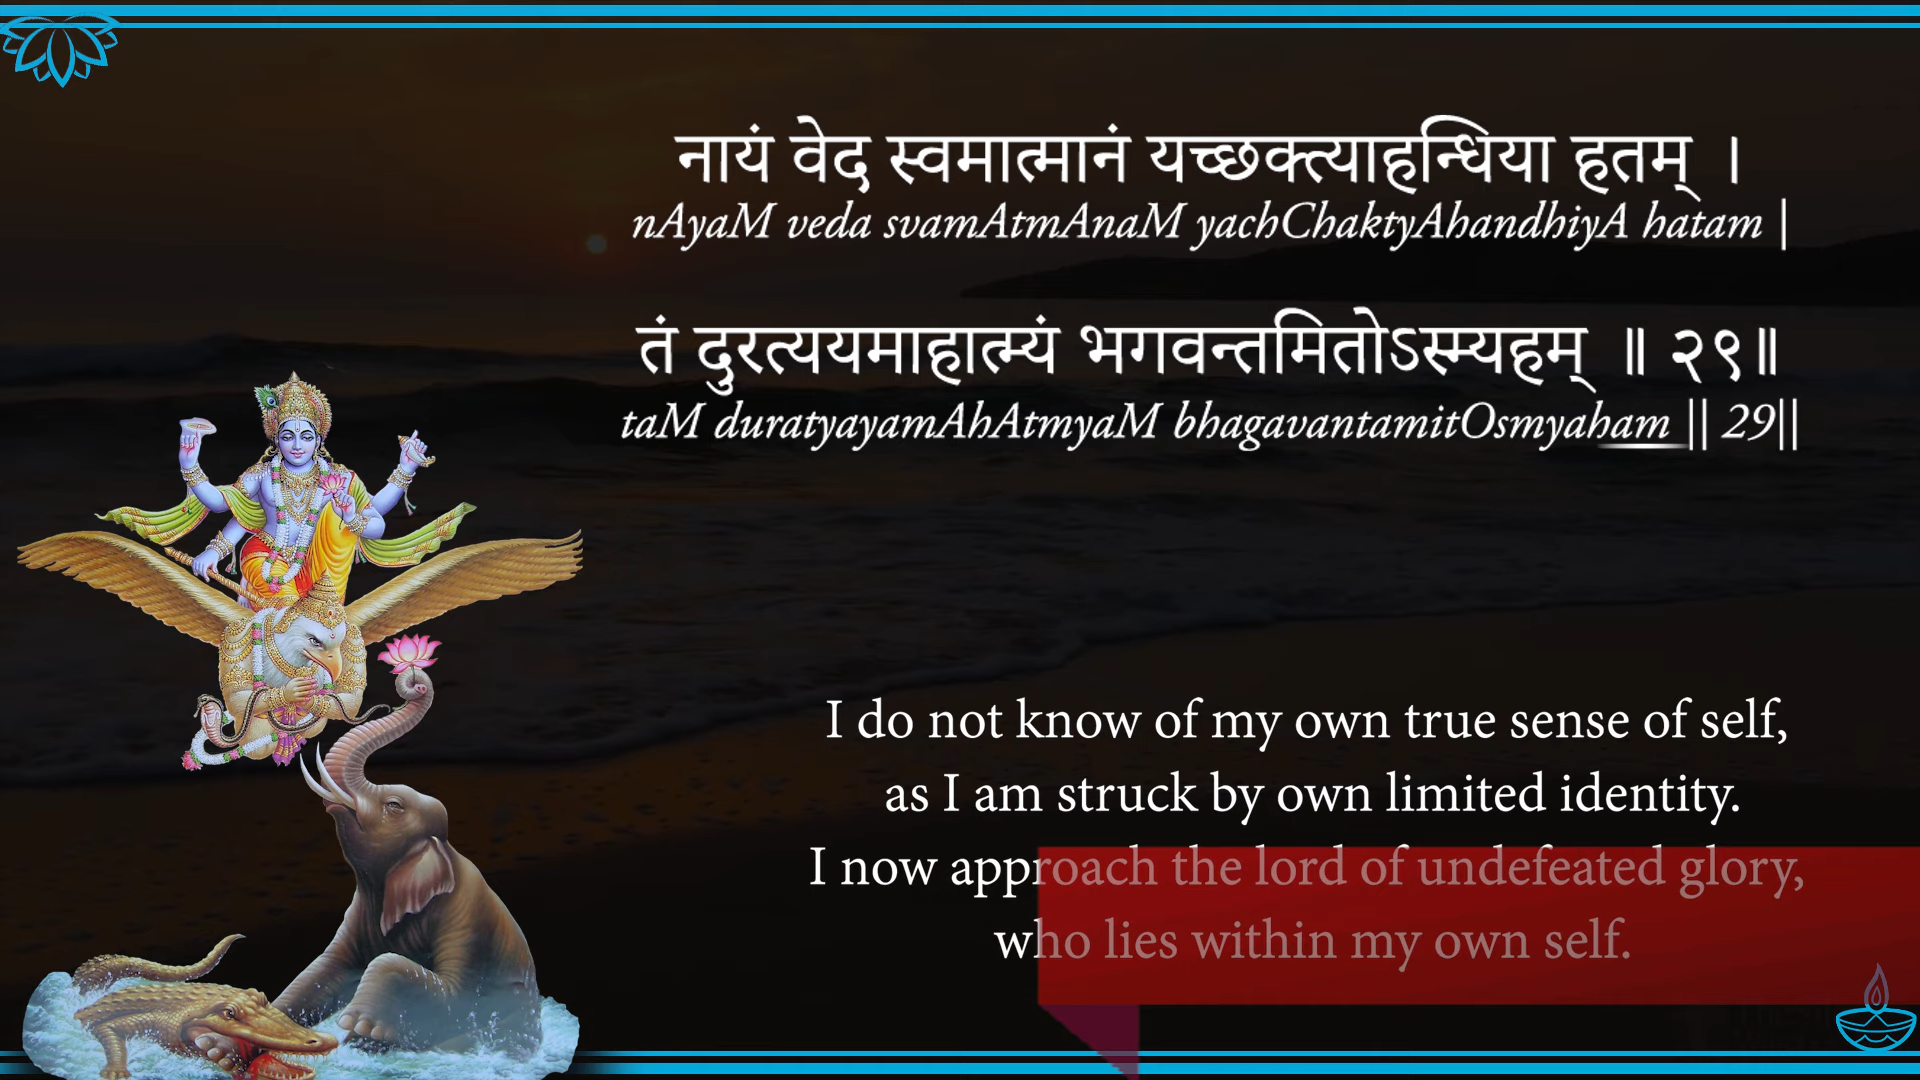 नायं वेद स्वमात्मानं यच्छक्त्याहन्धिया हतम् ।
nAyaM veda svamAtmAnaM yachChaktyAhandhiyA hatam |
तं दुरत्ययमाहात्म्यं भगवन्तमितोऽस्म्यहम् ॥ २९॥
taM duratyayamAhAtmyaM bhagavantamitOsmyaham || 29||
I do not know of my own true sense of self,
as I am struck by own limited identity.
I now approach the lord of undefeated glory,
who lies within my own self.